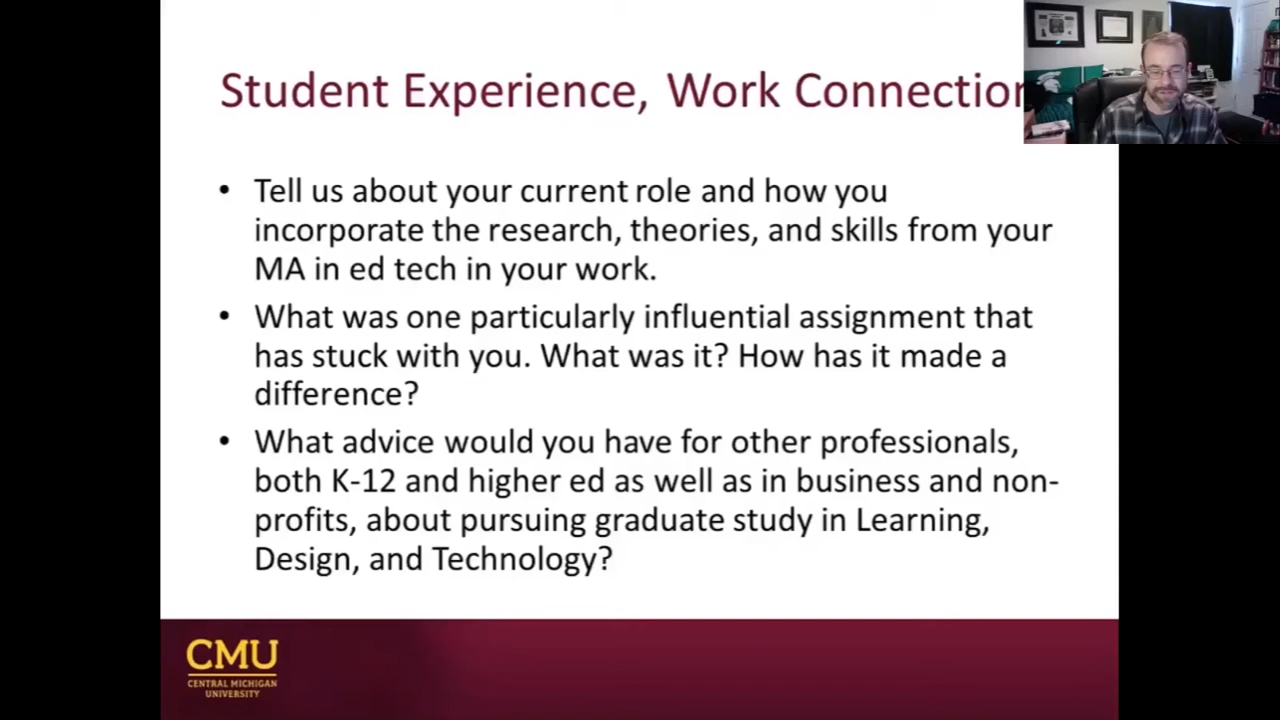 Student Experience, Work Connection
• Tell us about your current role and how you
incorporate the research, theories, and skills from your
MA in ed tech in your work.
• What was one particularly influential assignment that
has stuck with you. What was it? How has it made a
difference?
• What advice would you have for other professionals,
both K-12 and higher ed as well as in business and non-
profits, about pursuing graduate study in Learning,
Design, and Technology?
CMU
CENTRAL MICHIGAN
UNIVERSITY